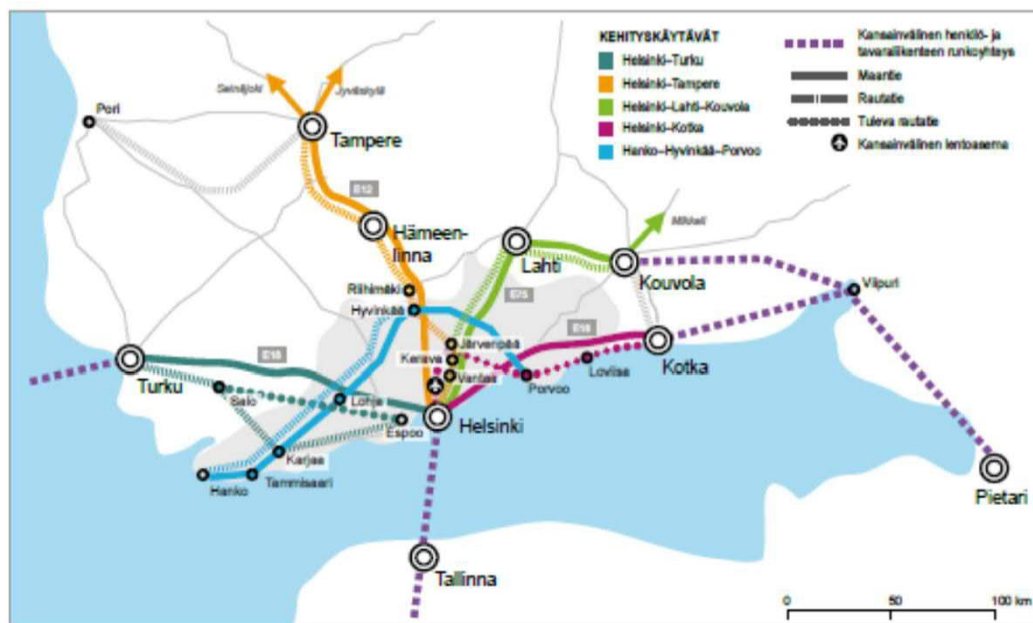 KEHITYSKÄYTÄVÄT
Helsinki–Turku
Helsinki–Tampere
Helsinki–Lahti–Kouvola
Helsinki–Kotka
Hanko–Hyvinkää–Porvoo
Kansainvälinen henkilö- ja
tavaraliikenteen runkoyhteys
Maantie
Rautatie
Tuleva rautatie
Kansainvälinen lentoasema
Seinäjoki
Jyväskylä
Pori
Tampere
E12
Hämeen-
linna
Mikkeli
Lahti
Kouvola
Riihimäki
E75
Viipuri
Hyvinkää
E18
Järvenpää
E18
Kerava
Loviisa
Kotka
Turku
Vantaa
Porvoo
Salo
Lohja
Helsinki
Espoo
Karjaa
Pietari
Hanko
Tammisaari
Tallinna
0 50 100 km